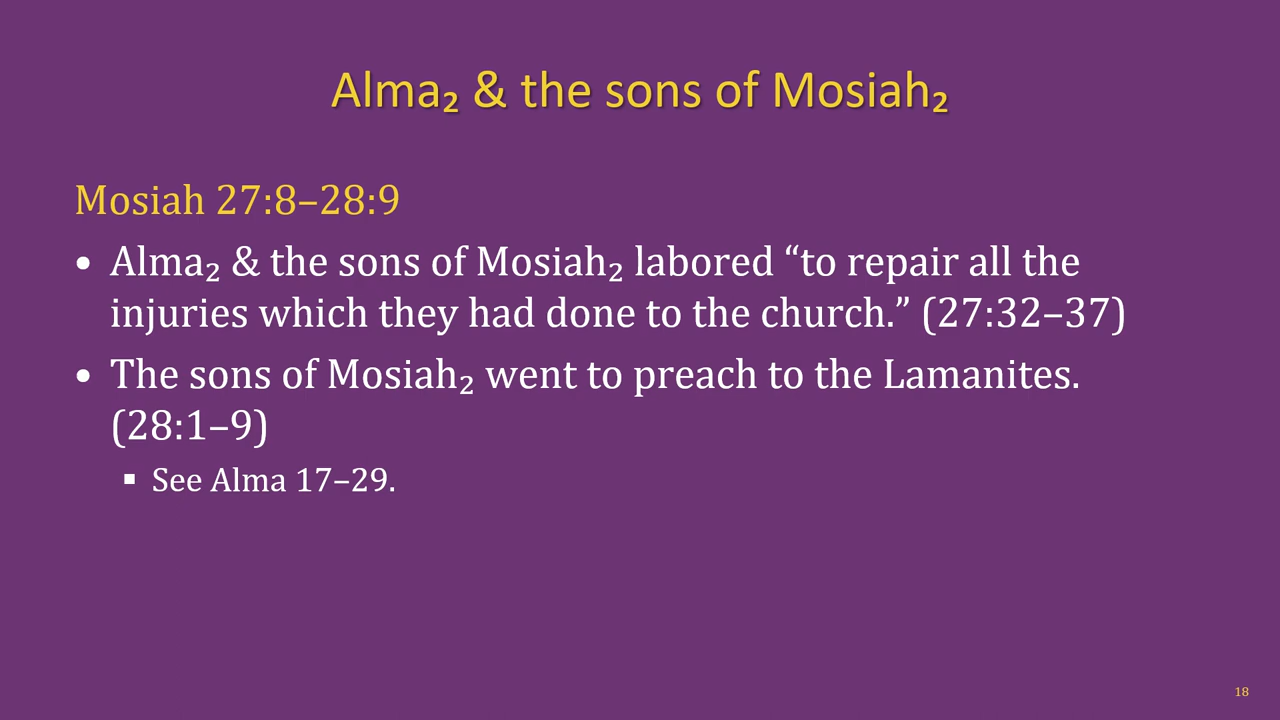 Alma₂ & the sons of Mosiah₂
Mosiah 27:8–28:9
• Alma₂ & the sons of Mosiah₂ labored “to repair all the
injuries which they had done to the church.” (27:32–37)
• The sons of Mosiah₂ went to preach to the Lamanites.
(28:1–9)
▪ See Alma 17–29.
18